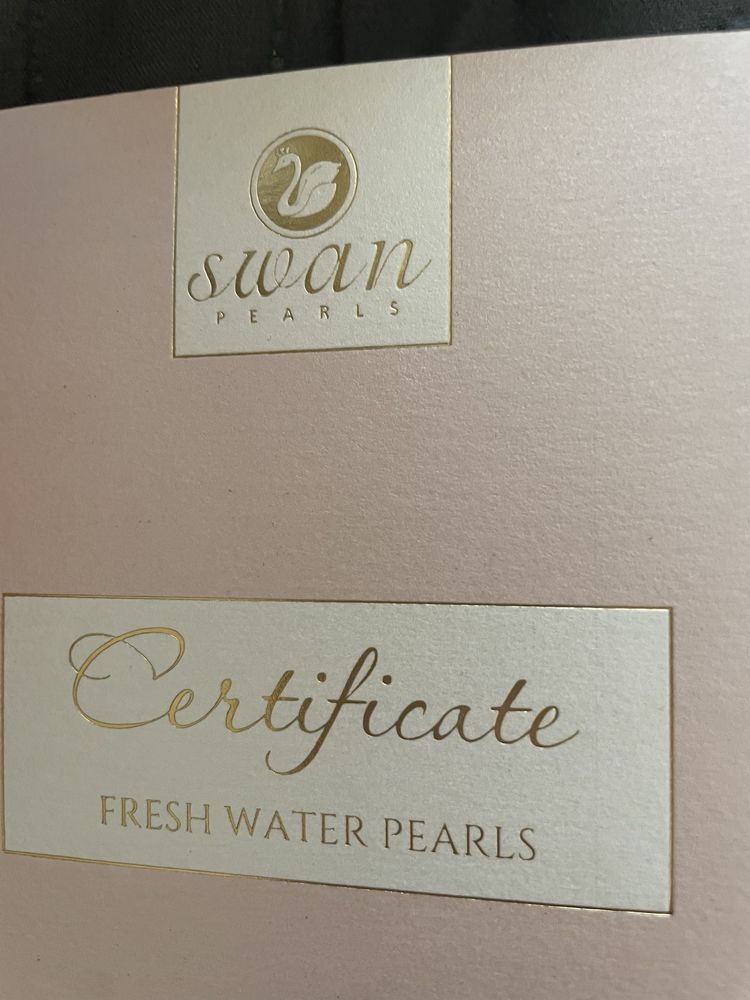 swan
PEARLS
Certificate
FRESH WATER PEARLS